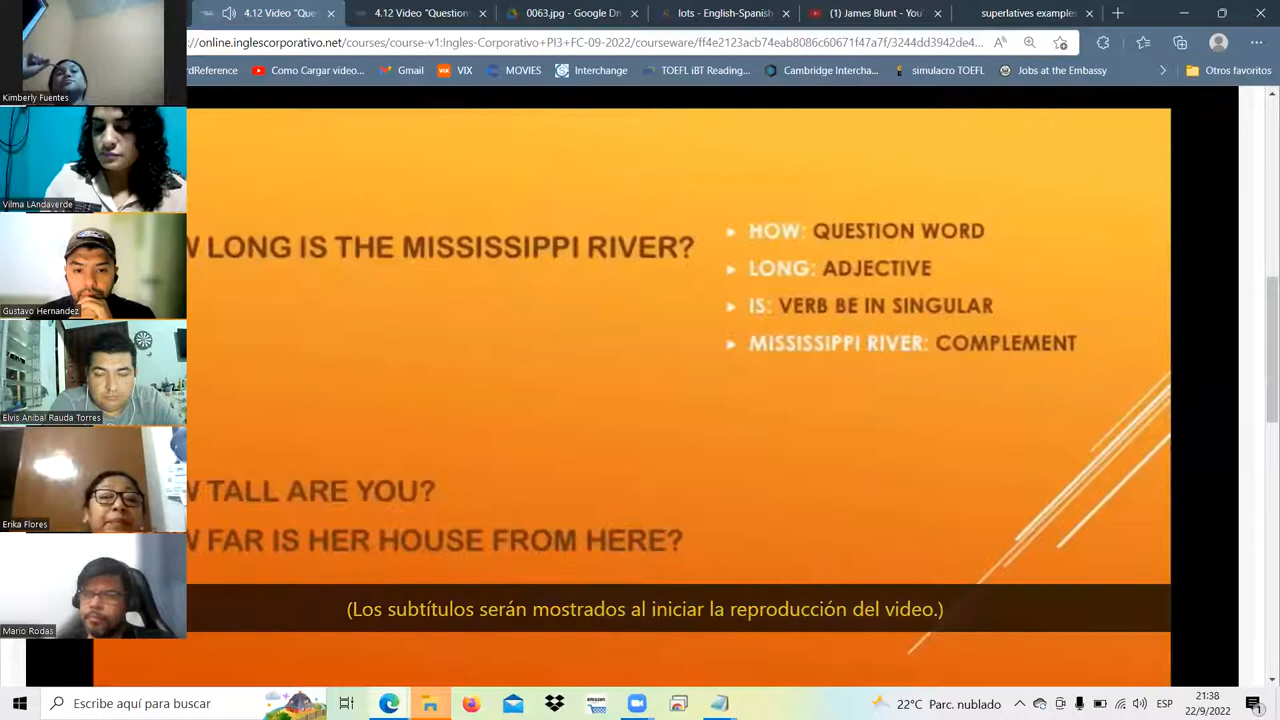 4.12 Video "Que
4.12 Video "Question
0063.jpg - Google Dri
lots - English-Spanish
(1) James Blunt - You
superlatives examples
://online.inglescorporativo.net/courses/course-v1:Ingles-Corporativo+PI3+FC-09-2022/courseware/ff4e2123acb74eab8086c60671f47a7f/3244dd3942de4...
rdReference
Como Cargar video...
Gmail
VIX
MOVIES
Interchange
TOEFL iBT Reading...
Cambridge Intercha...
simulacro TOEFL
Jobs at the Embassy
Otros favoritos
Kimberly Fuentes
Vilma LAndaverde
Gustavo Hernandez
Elvis Anibal Rauda Torres
Erika Flores
Mario Rodas
W LONG IS THE MISSISSIPPI RIVER?
HOW: QUESTION WORD
LONG: ADJECTIVE
IS: VERB BE IN SINGULAR
MISSISSIPPI RIVER: COMPLEMENT
W TALL ARE YOU?
W FAR IS HER HOUSE FROM HERE?
(Los subtítulos serán mostrados al iniciar la reproducción del video.)
Escribe aquí para buscar
amazon
22°C Parc. nublado
ESP
21:38
22/9/2022
1